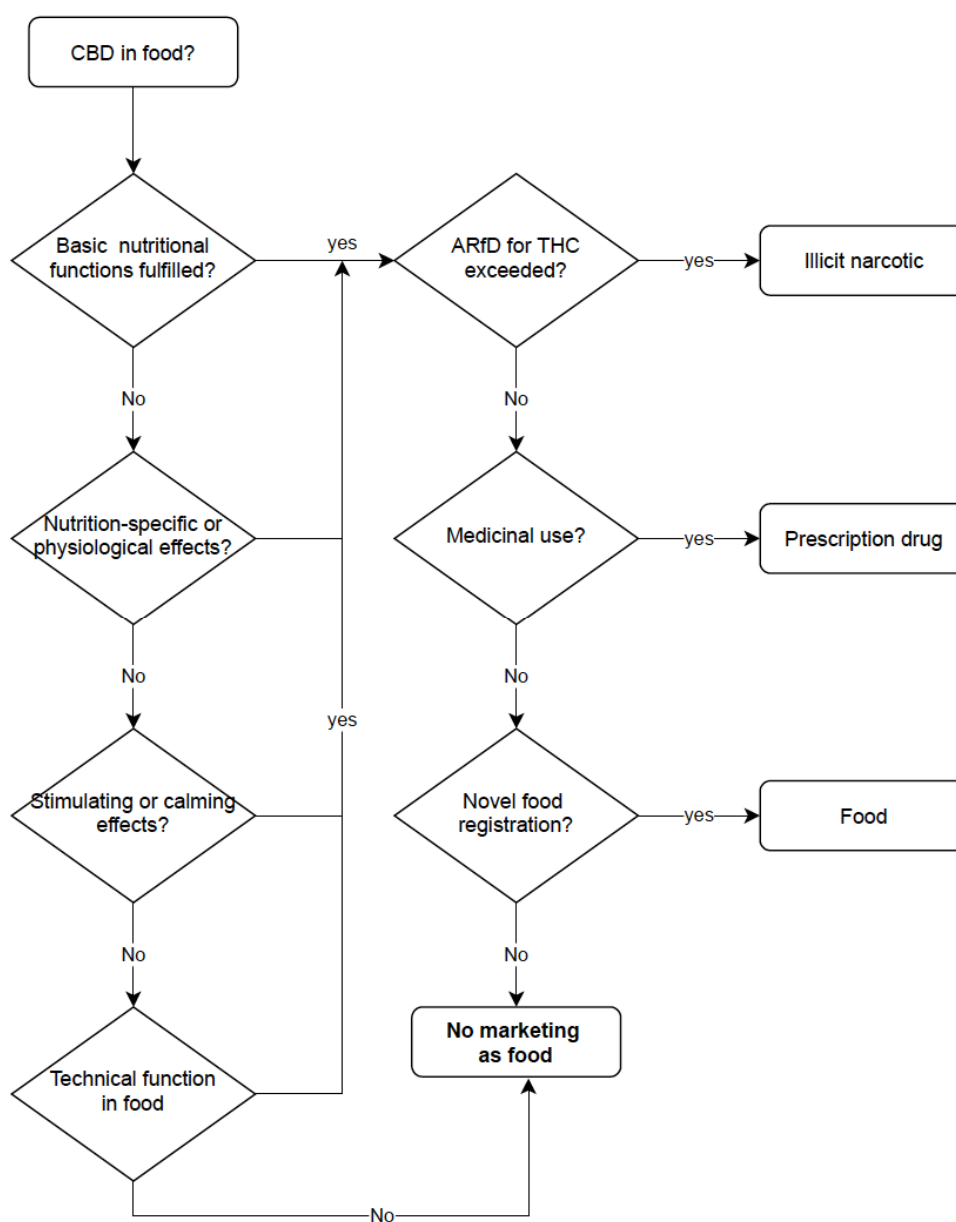 CBD in food?
Basic nutritional
functions fulfilled?
yes
ARfD for THC
exceeded?
yes
Illicit narcotic
No
No
Nutrition-specific or
physiological effects?
Medicinal use?
yes
Prescription drug
No
No
yes
Stimulating or calming
effects?
Novel food
registration?
yes
Food
No
No
No marketing
as food
Technical function
in food
No